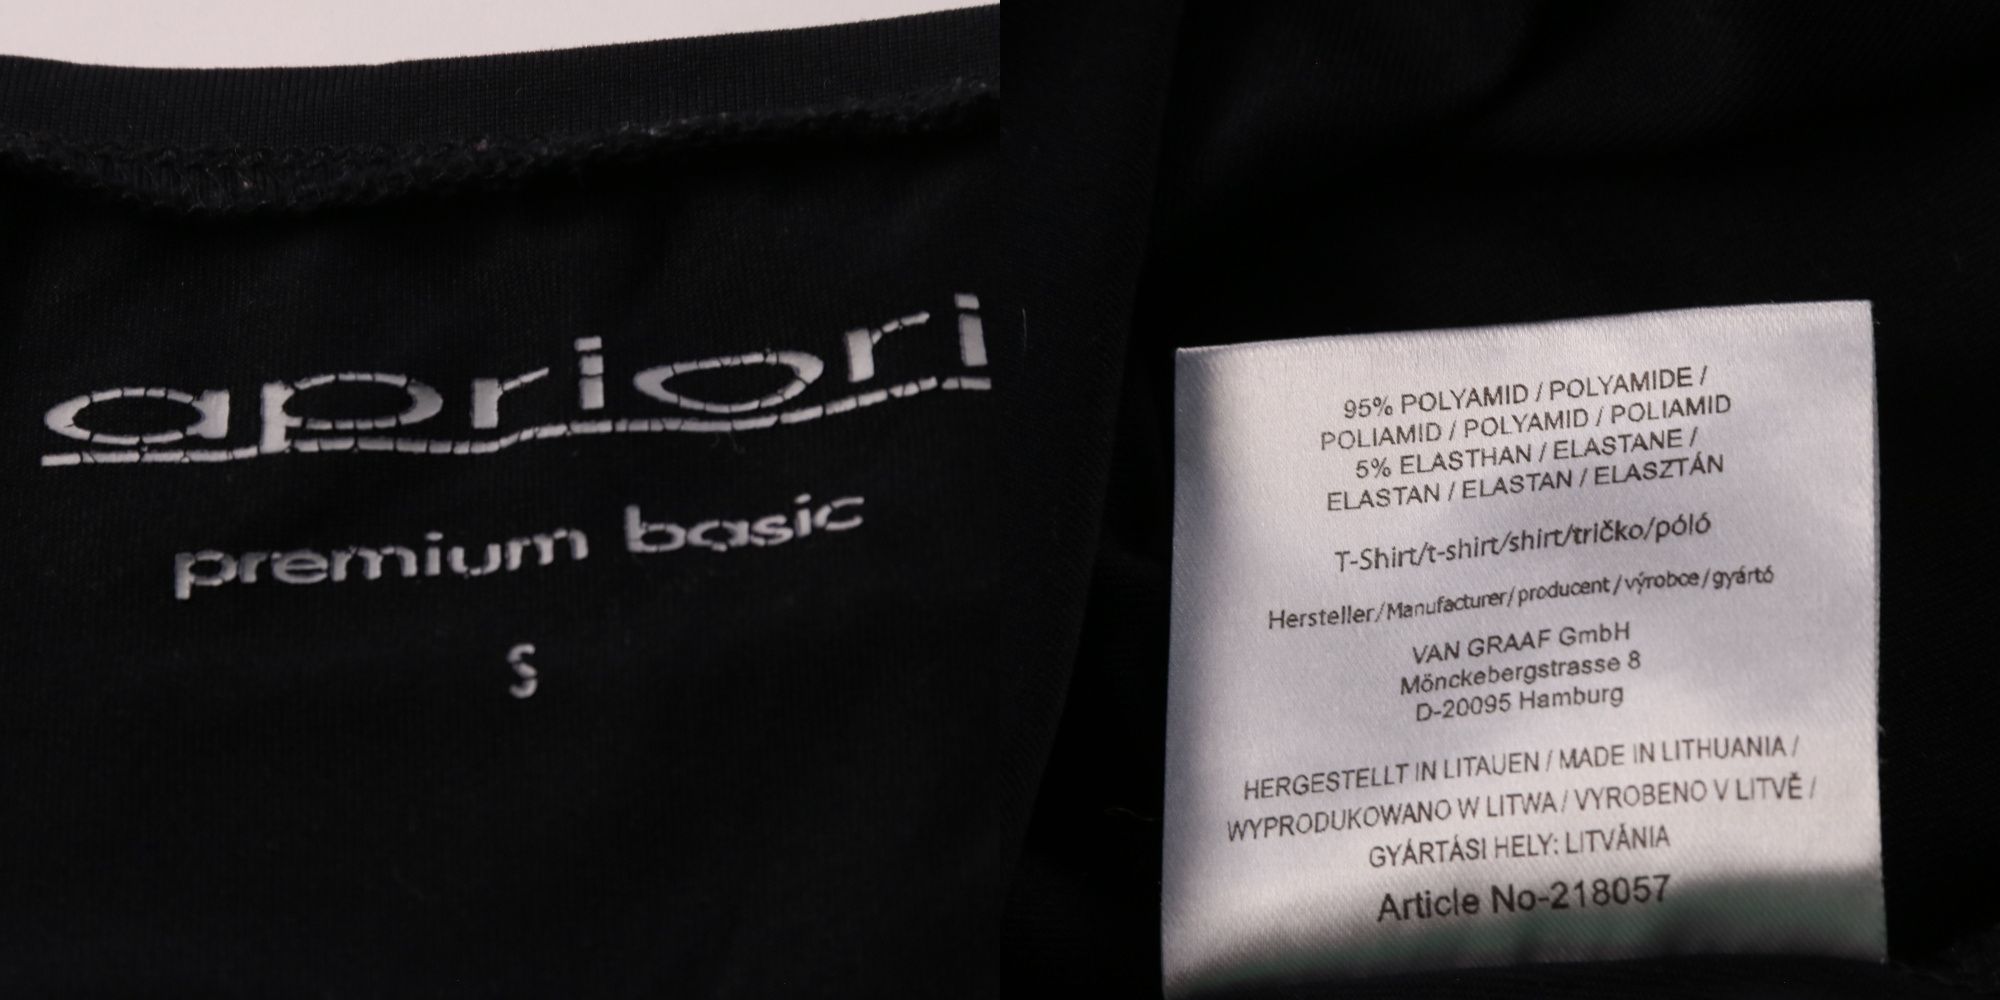 apriori
premium basic
S
95% POLYAMID / POLYAMIDE /
POLIAMID / POLYAMID / POLIAMID
5% ELASTHAN / ELASTANE /
ELASTAN / ELASTAN / ELASZTÁN
T-Shirt/t-shirt/shirt/tričko/póló
Hersteller/Manufacturer/producent/výrobce/gyártó
VAN GRAAF GmbH
Mönckebergstrasse 8
D-20095 Hamburg
HERGESTELLT IN LITAUEN / MADE IN LITHUANIA /
WYPRODUKOWANO W LITWA / VYROBENO V LITVĚ /
GYÁRTÁSI HELY: LITVÁNIA
Article No-218057